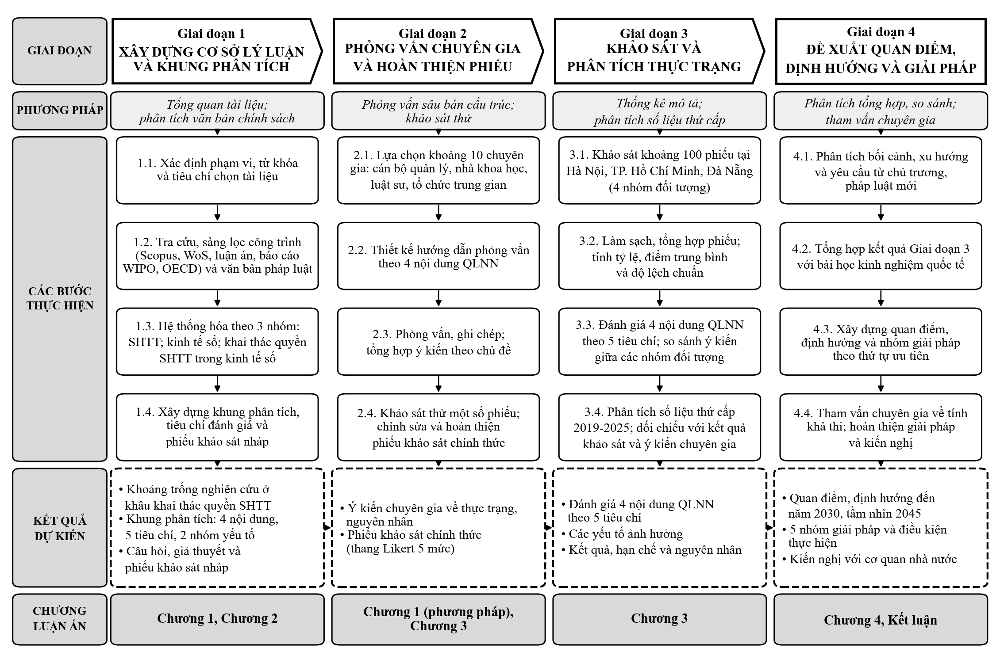 GIAI ĐOẠN
Giai đoạn 1
XÂY DỰNG CƠ SỞ LÝ LUẬN
VÀ KHUNG PHÂN TÍCH
Giai đoạn 2
PHỎNG VẤN CHUYÊN GIA
VÀ HOÀN THIỆN PHIẾU
Giai đoạn 3
KHẢO SÁT VÀ
PHÂN TÍCH THỰC TRẠNG
Giai đoạn 4
ĐỀ XUẤT QUAN ĐIỂM,
ĐỊNH HƯỚNG VÀ GIẢI PHÁP
PHƯƠNG PHÁP
Tổng quan tài liệu;
phân tích văn bản chính sách
Phỏng vấn sâu bán cấu trúc;
khảo sát thử
Thống kê mô tả;
phân tích số liệu thứ cấp
Phân tích tổng hợp, so sánh;
tham vấn chuyên gia
CÁC BƯỚC
THỰC HIỆN
1.1. Xác định phạm vi, từ khóa
và tiêu chí chọn tài liệu
2.1. Lựa chọn khoảng 10 chuyên
gia: cán bộ quản lý, nhà khoa học,
luật sư, tổ chức trung gian
3.1. Khảo sát khoảng 100 phiếu tại
Hà Nội, TP. Hồ Chí Minh, Đà Nẵng
(4 nhóm đối tượng)
4.1. Phân tích bối cảnh, xu hướng
và yêu cầu từ chủ trương,
pháp luật mới
1.2. Tra cứu, sàng lọc công trình
(Scopus, WoS, luận án, báo cáo
WIPO, OECD) và văn bản pháp luật
2.2. Thiết kế hướng dẫn phỏng vấn
theo 4 nội dung QLNN
3.2. Làm sạch, tổng hợp phiếu;
tính tỷ lệ, điểm trung bình
và độ lệch chuẩn
4.2. Tổng hợp kết quả Giai đoạn 3
với bài học kinh nghiệm quốc tế
1.3. Hệ thống hóa theo 3 nhóm:
SHTT; kinh tế số; khai thác quyền
SHTT trong kinh tế số
2.3. Phỏng vấn, ghi chép;
tổng hợp ý kiến theo chủ đề
3.3. Đánh giá 4 nội dung QLNN
theo 5 tiêu chí; so sánh ý kiến
giữa các nhóm đối tượng
4.3. Xây dựng quan điểm,
định hướng và nhóm giải pháp
theo thứ tự ưu tiên
1.4. Xây dựng khung phân tích,
tiêu chí đánh giá và
phiếu khảo sát nháp
2.4. Khảo sát thử một số phiếu;
chỉnh sửa và hoàn thiện
phiếu khảo sát chính thức
3.4. Phân tích số liệu thứ cấp
2019-2025; đối chiếu với kết quả
khảo sát và ý kiến chuyên gia
4.4. Tham vấn chuyên gia về tính
khả thi; hoàn thiện giải pháp
và kiến nghị
KẾT QUẢ
DỰ KIẾN
• Khoảng trống nghiên cứu ở
khâu khai thác quyền SHTT
• Khung phân tích: 4 nội dung,
5 tiêu chí, 2 nhóm yếu tố
• Câu hỏi, giả thuyết và
phiếu khảo sát nháp
• Ý kiến chuyên gia về thực trạng,
nguyên nhân
• Phiếu khảo sát chính thức
(thang Likert 5 mức)
• Đánh giá 4 nội dung QLNN
theo 5 tiêu chí
• Các yếu tố ảnh hưởng
• Kết quả, hạn chế và nguyên nhân
• Quan điểm, định hướng đến
năm 2030, tầm nhìn 2045
• 5 nhóm giải pháp và điều kiện
thực hiện
• Kiến nghị với cơ quan nhà nước
CHƯƠNG
LUẬN ÁN
Chương 1, Chương 2
Chương 1 (phương pháp),
Chương 3
Chương 3
Chương 4, Kết luận